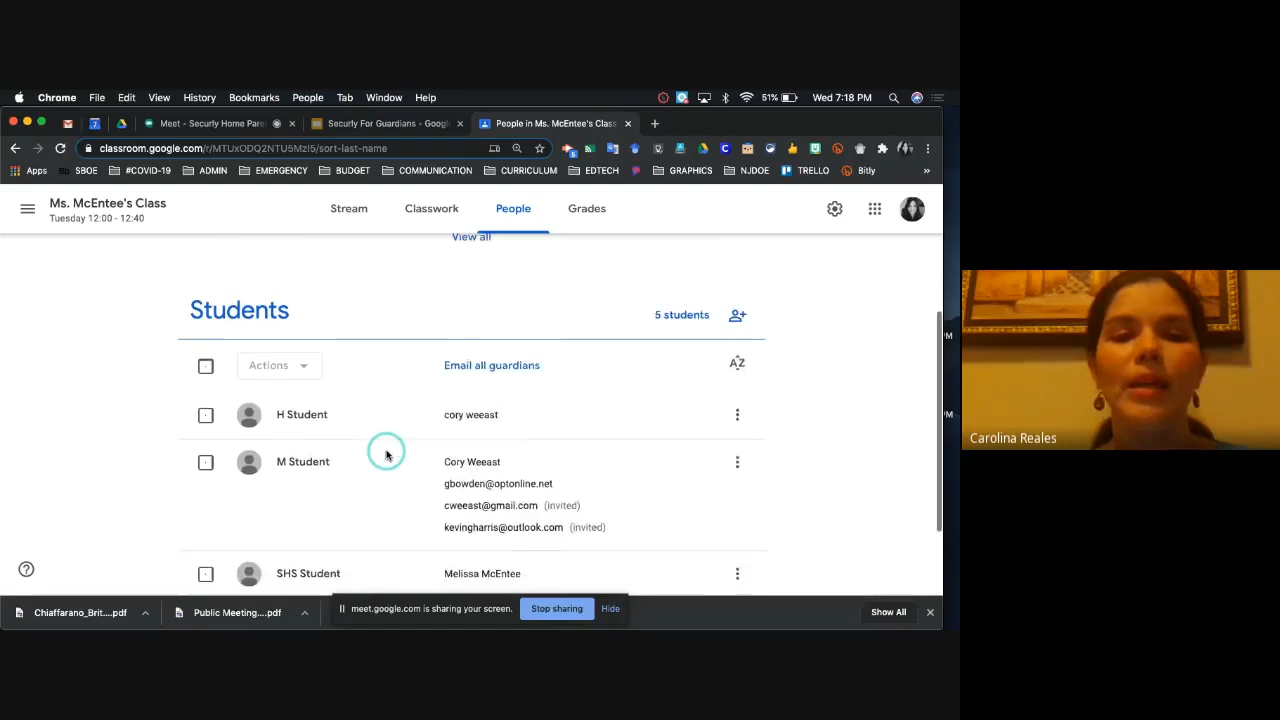 Chrome File Edit View History Bookmarks People Tab Window Help 51% Wed 7:18 PM
Meet - Securly Home Pare Securly For Guardians - Googl People in Ms. McEntee's Class
classroom.google.com/r/MTUxODQ2NTU5MzI5/sort-last-name
Apps SBOE #COVID-19 ADMIN EMERGENCY BUDGET COMMUNICATION CURRICULUM EDTECH GRAPHICS NJDOE TRELLO Bitly »
Ms. McEntee's Class
Tuesday 12:00 - 12:40
Stream Classwork People Grades
View all
Students
5 students
Actions Email all guardians AZ
H Student cory weeast
M Student Cory Weeast
gbowden@optonline.net
cweeast@gmail.com (invited)
kevingharris@outlook.com (invited)
SHS Student Melissa McEntee
meet.google.com is sharing your screen. Stop sharing Hide
Chiaffarano_Brit....pdf Public Meeting....pdf Show All
PM
PM
Carolina Reales